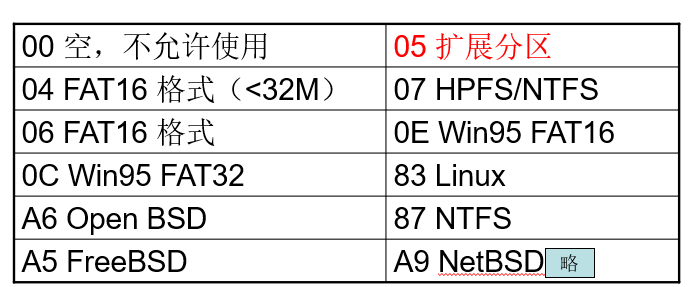 00 空，不允许使用
05 扩展分区
04 FAT16 格式（<32M）
07 HPFS/NTFS
06 FAT16 格式
0E Win95 FAT16
0C Win95 FAT32
83 Linux
A6 Open BSD
87 NTFS
A5 FreeBSD
A9 NetBSD
略